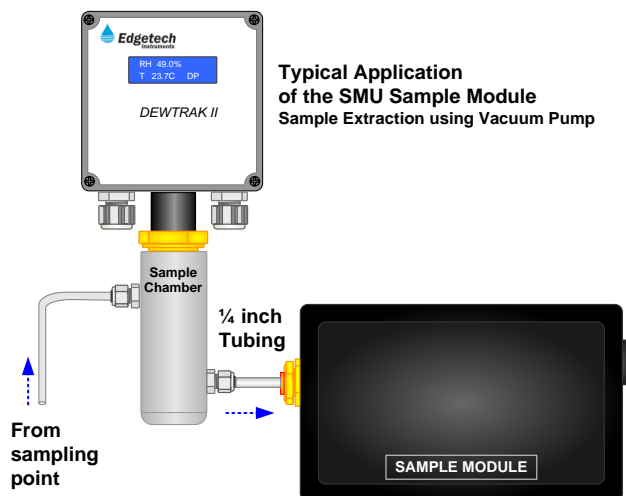 Edgetech
Instruments
RH 49.0%
T 23.7C DP
DEWTRAK II
Typical Application
of the SMU Sample Module
Sample Extraction using Vacuum Pump
Sample
Chamber
¼ inch
Tubing
From
sampling
point
SAMPLE MODULE